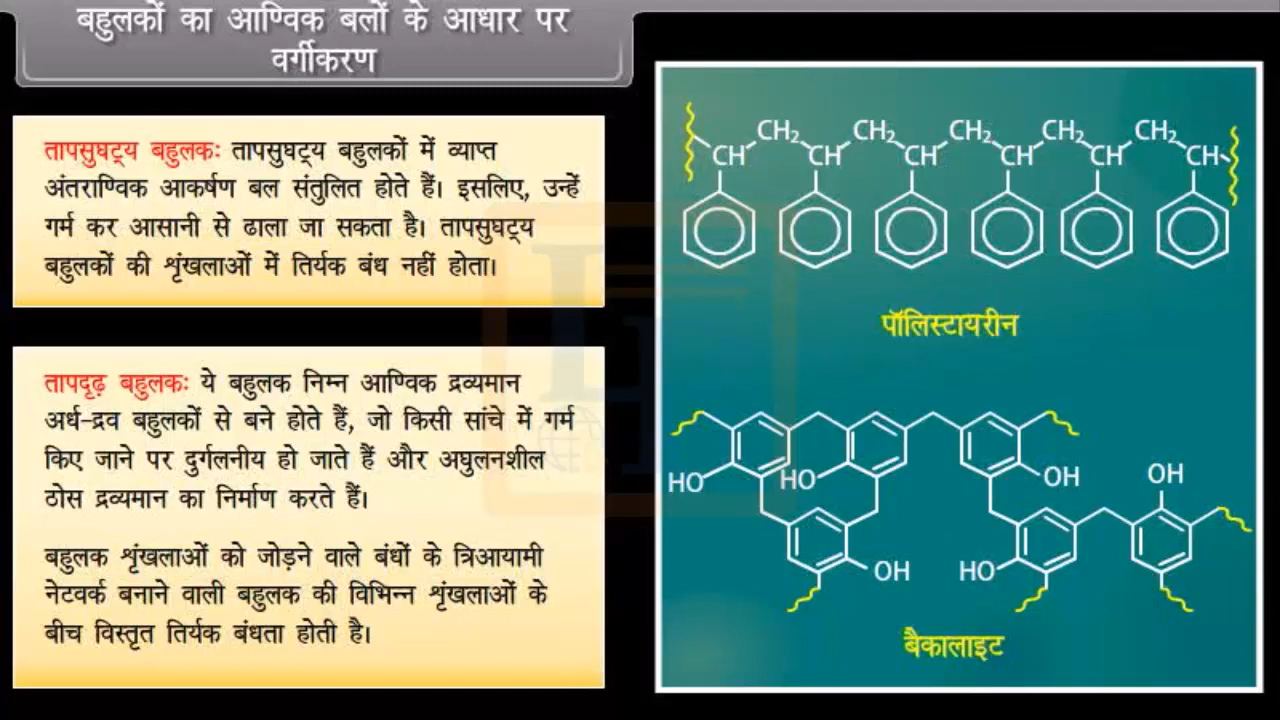 बहुलकों का आण्विक बलों के आधार पर
वर्गीकरण
तापसुघट्य बहुलकः तापसुघट्य बहुलकों में व्याप्त
अंतराण्विक आकर्षण बल संतुलित होते हैं। इसलिए, उन्हें
गर्म कर आसानी से ढाला जा सकता है। तापसुघट्य
बहुलकों की शृंखलाओं में तिर्यक बंध नहीं होता।
तापदृढ़ बहुलकः ये बहुलक निम्न आण्विक द्रव्यमान
अर्ध-द्रव बहुलकों से बने होते हैं, जो किसी सांचे में गर्म
किए जाने पर दुर्गलनीय हो जाते हैं और अघुलनशील
ठोस द्रव्यमान का निर्माण करते हैं।
बहुलक शृंखलाओं को जोड़ने वाले बंधों के त्रिआयामी
नेटवर्क बनाने वाली बहुलक की विभिन्न शृंखलाओं के
बीच विस्तृत तिर्यक बंधता होती है।
CH₂ CH₂ CH₂ CH₂ CH₂
CH CH CH CH CH CH
पॉलिस्टायरीन
HO HO OH OH
OH HO
बैकालाइट